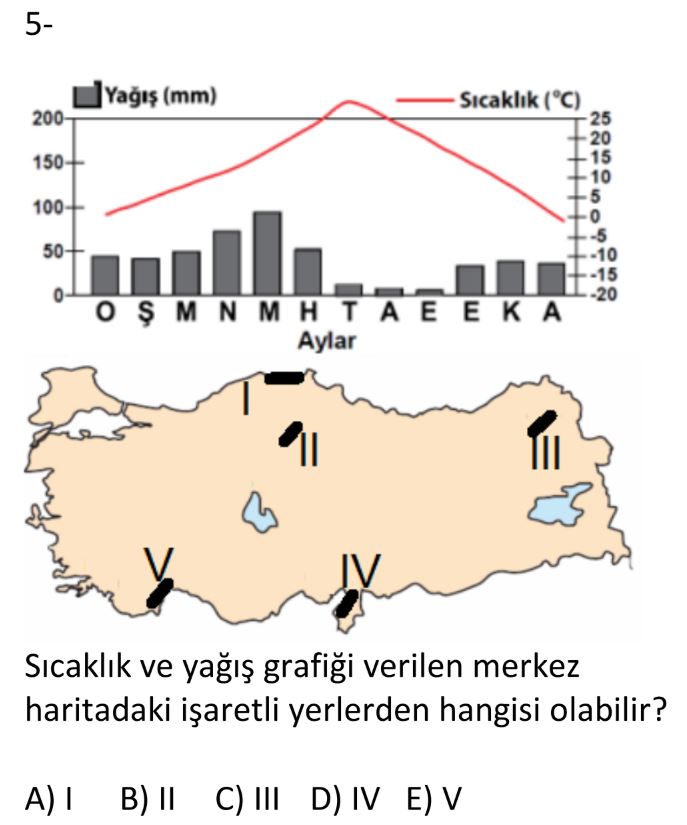 5-
Yağış (mm)
Sıcaklık (°C)
200
150
100
50
0
25
20
15
10
5
0
-5
-10
-15
-20
O Ş M N M H T A E E K A
Aylar
I
II
III
V
IV
Sıcaklık ve yağış grafiği verilen merkez
haritadaki işaretli yerlerden hangisi olabilir?
A) I B) II C) III D) IV E) V